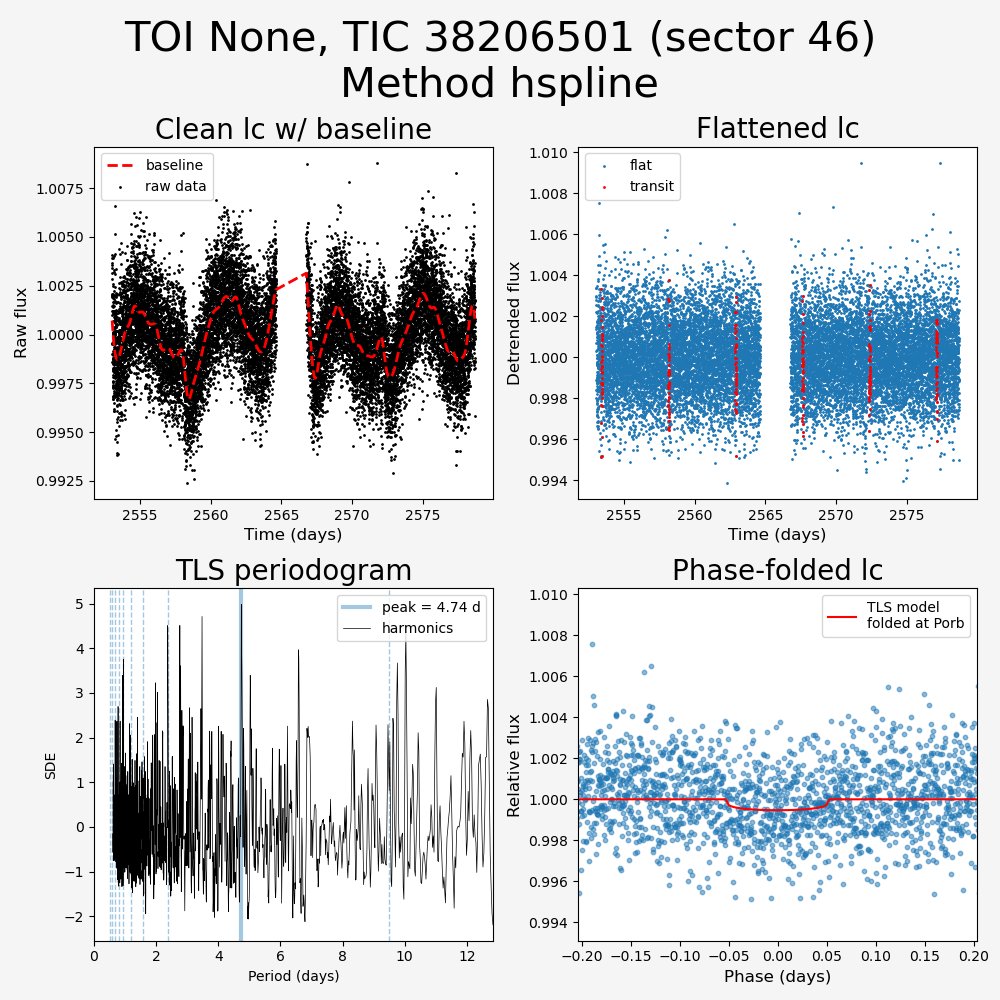 TOI None, TIC 38206501 (sector 46)
Method hspline
Clean lc w/ baseline
baseline
raw data
1.0075
1.0050
1.0025
1.0000
0.9975
0.9950
0.9925
Raw flux
2555
2560
2565
2570
2575
Time (days)
Flattened lc
flat
transit
1.010
1.008
1.006
1.004
1.002
1.000
0.998
0.996
0.994
Detrended flux
2555
2560
2565
2570
2575
Time (days)
TLS periodogram
peak = 4.74 d
harmonics
5
4
3
2
1
0
−1
−2
SDE
0
2
4
6
8
10
12
Period (days)
Phase-folded lc
TLS model
folded at Porb
1.010
1.008
1.006
1.004
1.002
1.000
0.998
0.996
0.994
Relative flux
−0.20
−0.15
−0.10
−0.05
0.00
0.05
0.10
0.15
0.20
Phase (days)